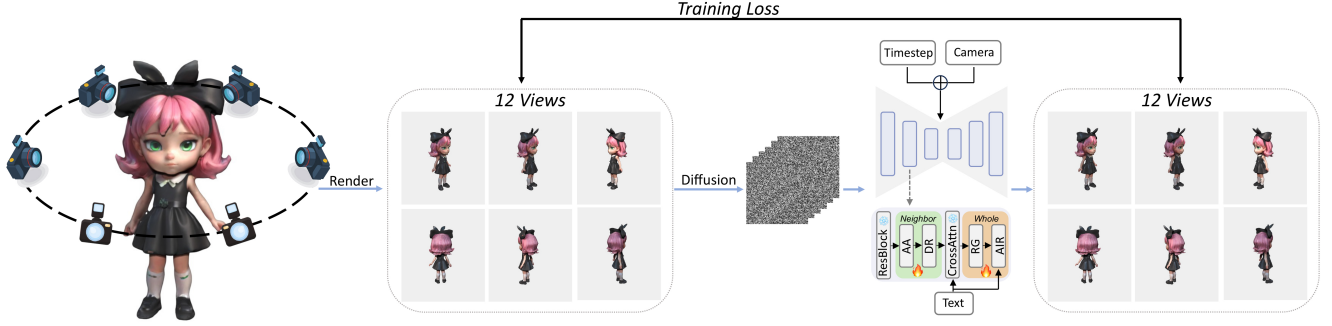 Training Loss
12 Views
Render
Diffusion
Timestep
Camera
ResBlock
Neighbor
AA
DR
CrossAttn
Whole
RG
AIR
Text
12 Views